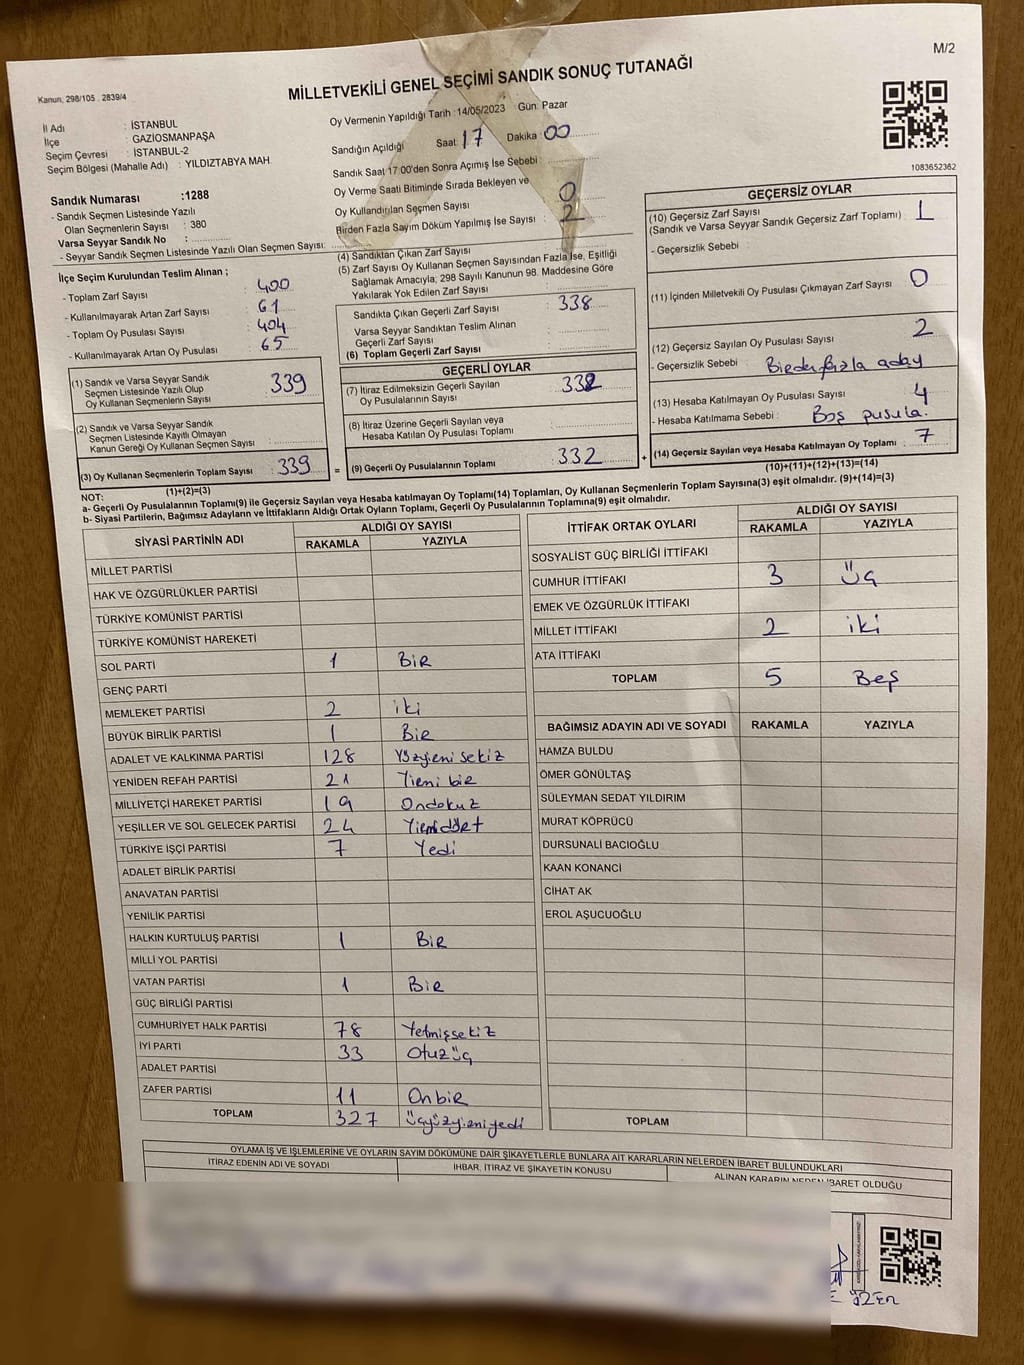 M/2
Kanun, 298/105 . 2839/4
MİLLETVEKİLİ GENEL SEÇİMİ SANDIK SONUÇ TUTANAĞI
İl Adı : İSTANBUL
İlçe : GAZİOSMANPAŞA
Seçim Çevresi : İSTANBUL-2
Seçim Bölgesi (Mahalle Adı) : YILDIZTABYA MAH.
Oy Vermenin Yapıldığı Tarih :14/05/2023 Gün: Pazar
Sandığın Açıldığı Saat: 17 Dakika 00
Sandık Saat 17:00'den Sonra Açmış İse Sebebi :
Oy Verme Saati Bitiminde Sırada Bekleyen ve
Oy Kullandırılan Seçmen Sayısı : 0
Birden Fazla Sayım Döküm Yapılmış İse Sayısı : 2
1083652362
Sandık Numarası :1288
- Sandık Seçmen Listesinde Yazılı
Olan Seçmenlerin Sayısı : 380
Varsa Seyyar Sandık No :
- Seyyar Sandık Seçmen Listesinde Yazılı Olan Seçmen Sayısı:
İlçe Seçim Kurulundan Teslim Alınan ;
- Toplam Zarf Sayısı : 400
- Kullanılmayarak Artan Zarf Sayısı : 61
- Toplam Oy Pusulası Sayısı : 404
- Kullanılmayarak Artan Oy Pusulası : 65
(1) Sandık ve Varsa Seyyar Sandık
Seçmen Listesinde Yazılı Olup
Oy Kullanan Seçmenlerin Sayısı : 339
(2) Sandık ve Varsa Seyyar Sandık
Seçmen Listesinde Kayıtlı Olmayan
Kanun Gereği Oy Kullanan Seçmen Sayısı :
(3) Oy Kullanan Seçmenlerin Toplam Sayısı : 339
(1)+(2)=(3)
(4) Sandıktan Çıkan Zarf Sayısı
(5) Zarf Sayısı Oy Kullanan Seçmen Sayısından Fazla İse, Eşitliği
Sağlamak Amacıyla, 298 Sayılı Kanunun 98. Maddesine Göre
Yakılarak Yok Edilen Zarf Sayısı :
Sandıkta Çıkan Geçerli Zarf Sayısı : 338
Varsa Seyyar Sandıktan Teslim Alınan
Geçerli Zarf Sayısı :
(6) Toplam Geçerli Zarf Sayısı :
GEÇERLİ OYLAR
(7) İtiraz Edilmeksizin Geçerli Sayılan
Oy Pusulalarının Sayısı : 332
(8) İtiraz Üzerine Geçerli Sayılan veya
Hesaba Katılan Oy Pusulası Toplamı :
= (9) Geçerli Oy Pusulalarının Toplamı : 332 +
GEÇERSİZ OYLAR
(10) Geçersiz Zarf Sayısı
(Sandık ve Varsa Seyyar Sandık Geçersiz Zarf Toplamı) : 1
- Geçersizlik Sebebi :
(11) İçinden Milletvekili Oy Pusulası Çıkmayan Zarf Sayısı : 0
(12) Geçersiz Sayılan Oy Pusulası Sayısı : 2
- Geçersizlik Sebebi : Birden fazla aday
(13) Hesaba Katılmayan Oy Pusulası Sayısı : 4
- Hesaba Katılmama Sebebi : Boş pusula.
(14) Geçersiz Sayılan veya Hesaba Katılmayan Oy Toplamı : 7
(10)+(11)+(12)+(13)=(14)
NOT:
a- Geçerli Oy Pusulalarının Toplamı(9) ile Geçersiz Sayılan veya Hesaba katılmayan Oy Toplamı(14) Toplamları, Oy Kullanan Seçmenlerin Toplam Sayısına(3) eşit olmalıdır. (9)+(14)=(3)
b- Siyasi Partilerin, Bağımsız Adayların ve İttifakların Aldığı Ortak Oyların Toplamı, Geçerli Oy Pusulalarının Toplamına(9) eşit olmalıdır.
SİYASİ PARTİNİN ADI ALDIĞI OY SAYISI
RAKAMLA YAZIYLA
MİLLET PARTİSİ
HAK VE ÖZGÜRLÜKLER PARTİSİ
TÜRKİYE KOMÜNİST PARTİSİ
TÜRKİYE KOMÜNİST HAREKETİ
SOL PARTİ 1 Bir
GENÇ PARTİ
MEMLEKET PARTİSİ 2 iki
BÜYÜK BİRLİK PARTİSİ 1 Bir
ADALET VE KALKINMA PARTİSİ 128 Yüzyirmi sekiz
YENİDEN REFAH PARTİSİ 21 Yirmi bir
MİLLİYETÇİ HAREKET PARTİSİ 19 Ondokuz
YEŞİLLER VE SOL GELECEK PARTİSİ 24 Yirmidört
TÜRKİYE İŞÇİ PARTİSİ 7 Yedi
ADALET BİRLİK PARTİSİ
ANAVATAN PARTİSİ
YENİLİK PARTİSİ
HALKIN KURTULUŞ PARTİSİ 1 Bir
MİLLİ YOL PARTİSİ
VATAN PARTİSİ 1 Bir
GÜÇ BİRLİĞİ PARTİSİ
CUMHURİYET HALK PARTİSİ 78 Yetmişsekiz
İYİ PARTİ 33 Otuzüç
ADALET PARTİSİ
ZAFER PARTİSİ 11 Onbir
TOPLAM 327 üçyüzyirmiyedi
İTTİFAK ORTAK OYLARI ALDIĞI OY SAYISI
RAKAMLA YAZIYLA
SOSYALİST GÜÇ BİRLİĞİ İTTİFAKI
CUMHUR İTTİFAKI 3 üç
EMEK VE ÖZGÜRLÜK İTTİFAKI
MİLLET İTTİFAKI 2 iki
ATA İTTİFAKI
TOPLAM 5 Beş
BAĞIMSIZ ADAYIN ADI VE SOYADI RAKAMLA YAZIYLA
HAMZA BULDU
ÖMER GÖNÜLTAŞ
SÜLEYMAN SEDAT YILDIRIM
MURAT KÖPRÜCÜ
DURSUNALİ BACIOĞLU
KAAN KONANCİ
CİHAT AK
EROL AŞUCUOĞLU
TOPLAM
OYLAMA İŞ VE İŞLEMLERİNE VE OYLARIN SAYIM DÖKÜMÜNE DAİR ŞİKAYETLERLE BUNLARA AİT KARARLARIN NELERDEN İBARET BULUNDUKLARI
İTİRAZ EDENİN ADI VE SOYADI İHBAR, İTİRAZ VE ŞİKAYETİN KONUSU ALINAN KARARIN NEDEN İBARET OLDUĞU